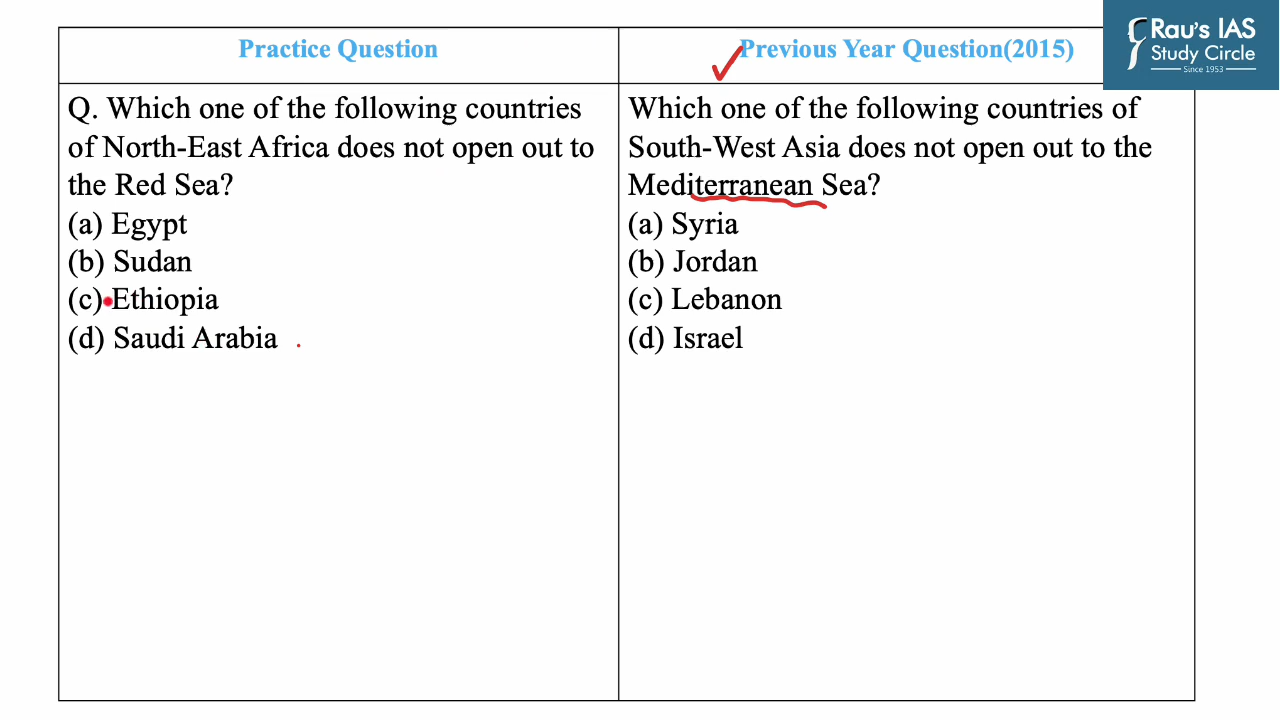 Practice Question
Previous Year Question(2015)
Rau's IAS
Study Circle
Since 1953
Q. Which one of the following countries
of North-East Africa does not open out to
the Red Sea?
(a) Egypt
(b) Sudan
(c) Ethiopia
(d) Saudi Arabia
Which one of the following countries of
South-West Asia does not open out to the
Mediterranean Sea?
(a) Syria
(b) Jordan
(c) Lebanon
(d) Israel